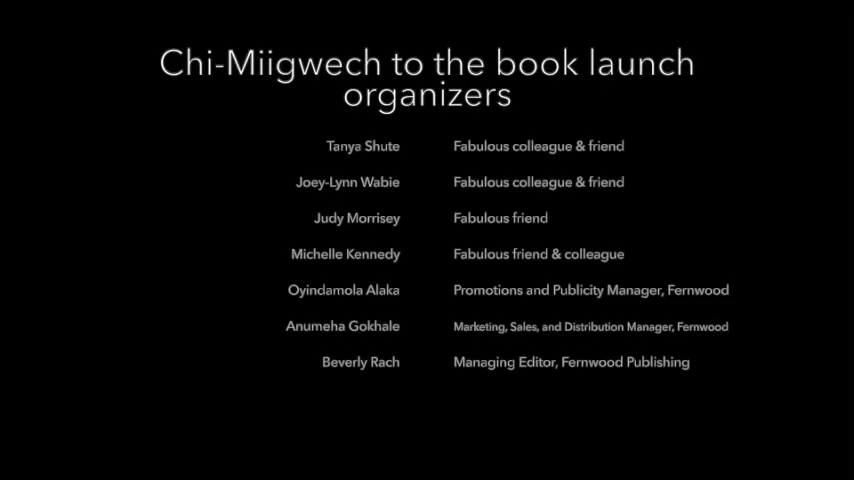 Chi-Miigwech to the book launch
organizers
Tanya Shute Fabulous colleague & friend
Joey-Lynn Wabie Fabulous colleague & friend
Judy Morrisey Fabulous friend
Michelle Kennedy Fabulous friend & colleague
Oyindamola Alaka Promotions and Publicity Manager, Fernwood
Anumeha Gokhale Marketing, Sales, and Distribution Manager, Fernwood
Beverly Rach Managing Editor, Fernwood Publishing